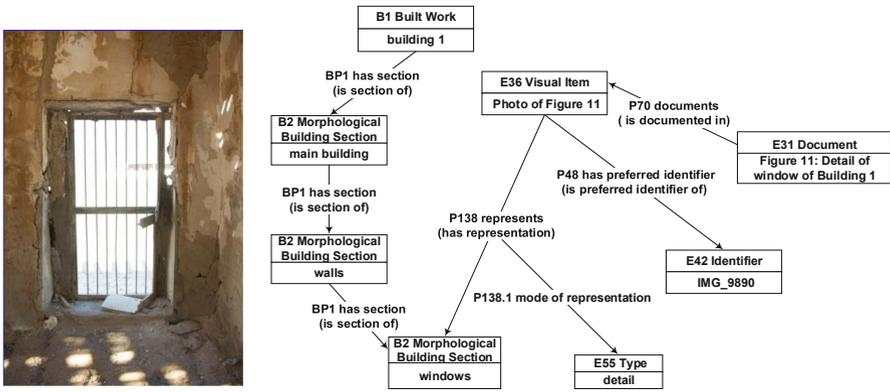 B1 Built Work
building 1
BP1 has section
(is section of)
B2 Morphological
Building Section
main building
BP1 has section
(is section of)
B2 Morphological
Building Section
walls
BP1 has section
(is section of)
B2 Morphological
Building Section
windows
E36 Visual Item
Photo of Figure 11
P70 documents
( is documented in)
E31 Document
Figure 11: Detail of
window of Building 1
P48 has preferred identifier
(is preferred identifier of)
E42 Identifier
IMG_9890
P138 represents
(has representation)
P138.1 mode of representation
E55 Type
detail